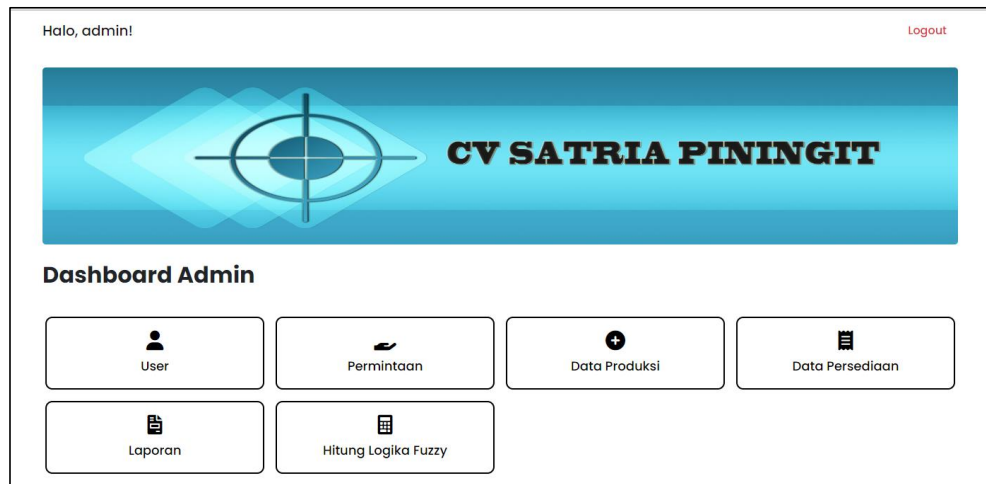 Halo, admin!
Logout
CV SATRIA PININGIT
Dashboard Admin
User
Permintaan
Data Produksi
Data Persediaan
Laporan
Hitung Logika Fuzzy